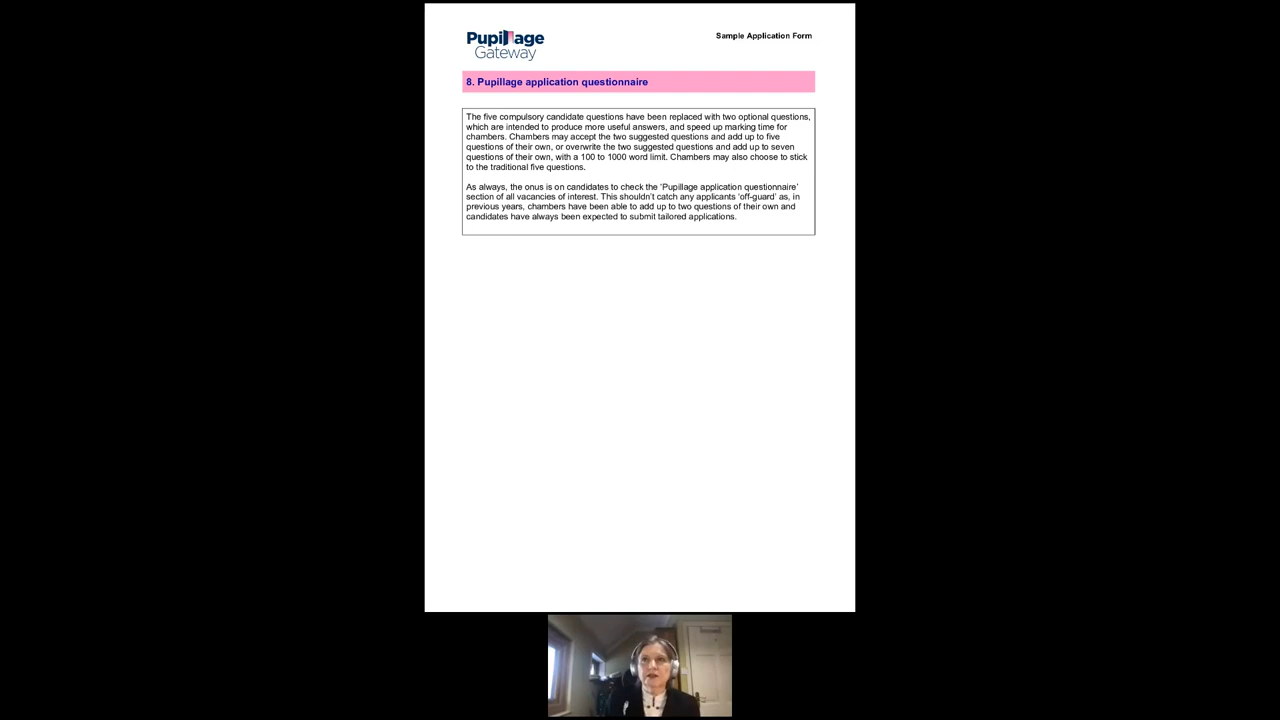 Pupillage
Gateway
Sample Application Form
8. Pupillage application questionnaire
The five compulsory candidate questions have been replaced with two optional questions,
which are intended to produce more useful answers, and speed up marking time for
chambers. Chambers may accept the two suggested questions and add up to five
questions of their own, or overwrite the two suggested questions and add up to seven
questions of their own, with a 100 to 1000 word limit. Chambers may also choose to stick
to the traditional five questions.
As always, the onus is on candidates to check the ‘Pupillage application questionnaire’
section of all vacancies of interest. This shouldn’t catch any applicants ‘off-guard’ as, in
previous years, chambers have been able to add up to two questions of their own and
candidates have always been expected to submit tailored applications.